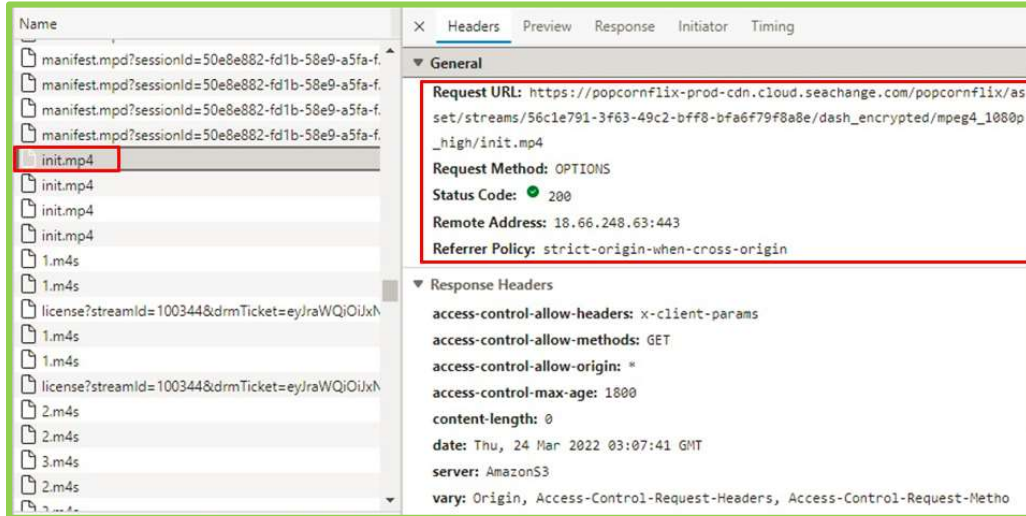 Name
manifest.mpd?sessionId=50e8e882-fd1b-58e9-a5fa-f.
manifest.mpd?sessionId=50e8e882-fd1b-58e9-a5fa-f.
manifest.mpd?sessionId=50e8e882-fd1b-58e9-a5fa-f.
manifest.mpd?sessionId=50e8e882-fd1b-58e9-a5fa-f.
init.mp4
init.mp4
init.mp4
init.mp4
1.m4s
1.m4s
license?streamId=100344&drmTicket=eyJraWQiOiJxN
1.m4s
1.m4s
license?streamId=100344&drmTicket=eyJraWQiOiJxN
2.m4s
2.m4s
3.m4s
2.m4s
× Headers Preview Response Initiator Timing
▼ General
Request URL: https://popcornflix-prod-cdn.cloud.seachange.com/popcornflix/as
set/streams/56c1e791-3f63-49c2-bff8-bfa6f79f8a8e/dash_encrypted/mpeg4_1080p
_high/init.mp4
Request Method: OPTIONS
Status Code: 200
Remote Address: 18.66.248.63:443
Referrer Policy: strict-origin-when-cross-origin
▼ Response Headers
access-control-allow-headers: x-client-params
access-control-allow-methods: GET
access-control-allow-origin: *
access-control-max-age: 1800
content-length: 0
date: Thu, 24 Mar 2022 03:07:41 GMT
server: AmazonS3
vary: Origin, Access-Control-Request-Headers, Access-Control-Request-Metho